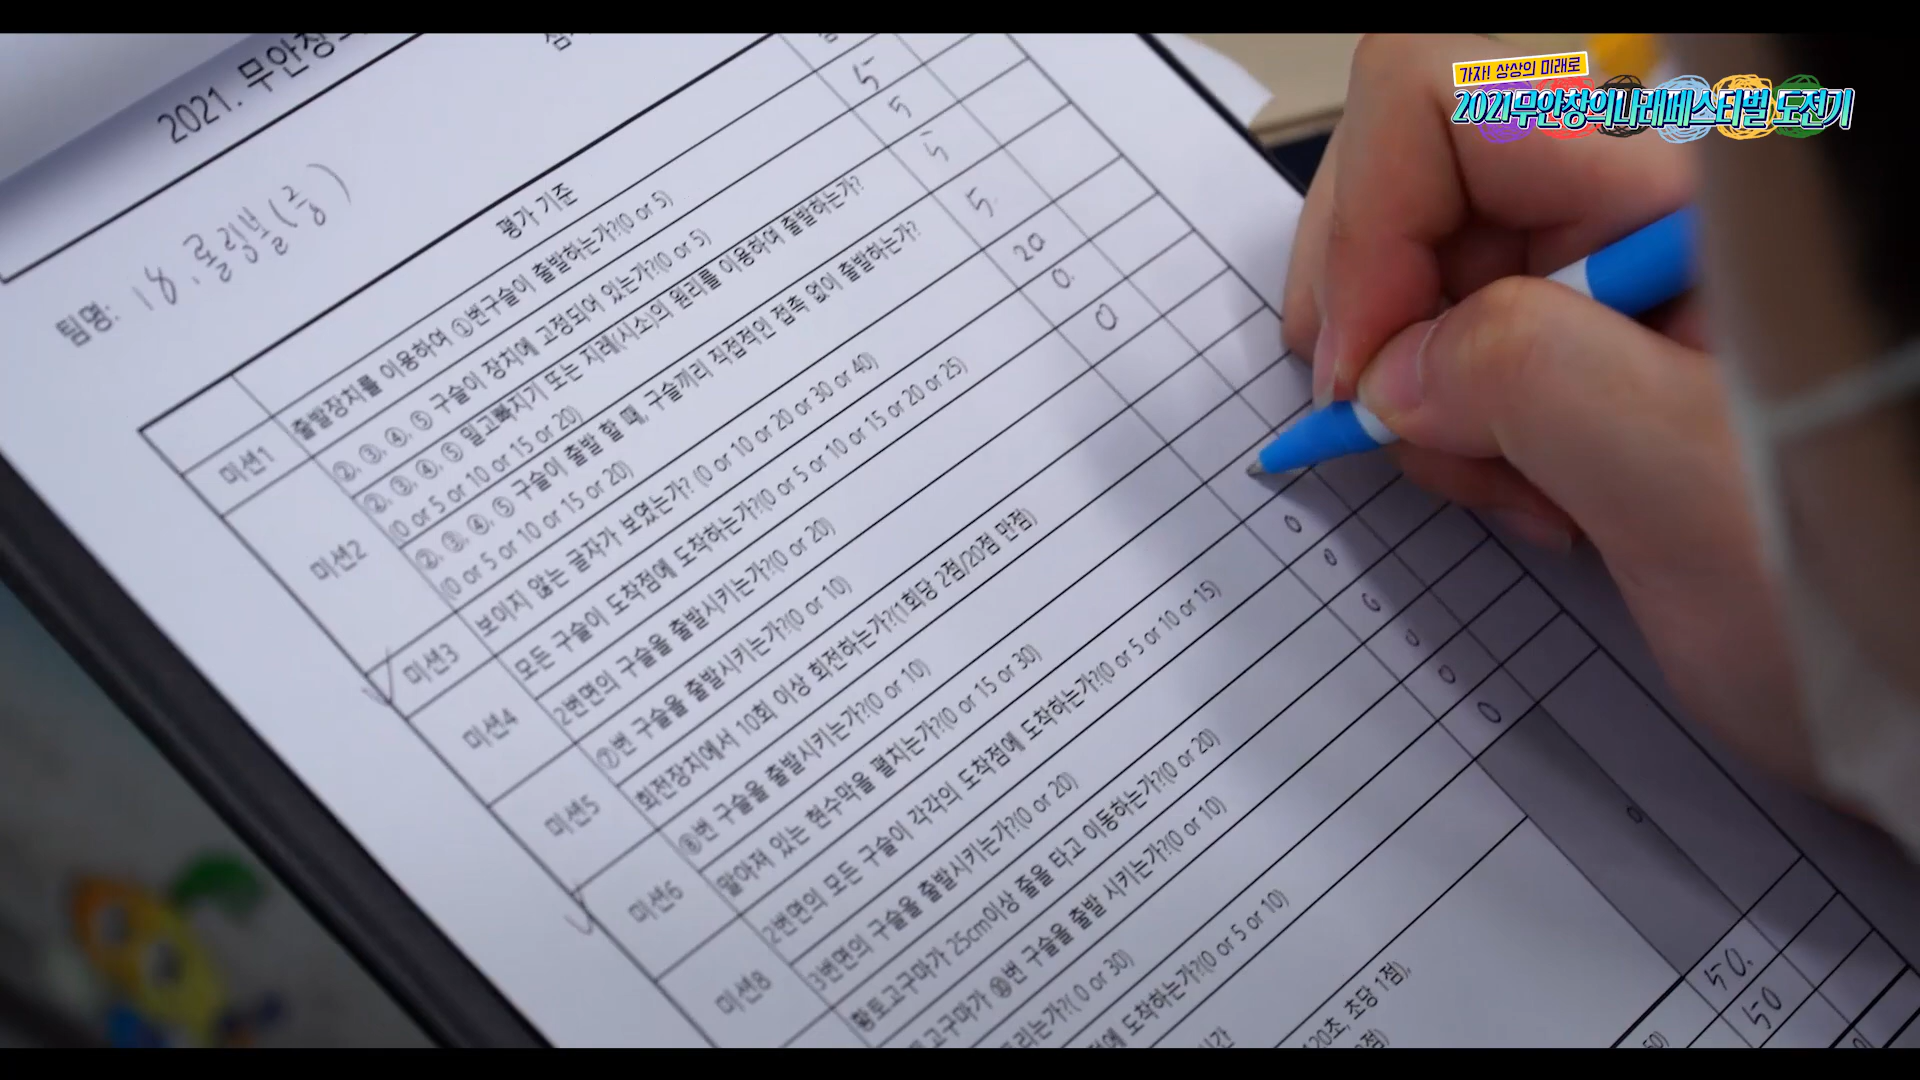 가자! 상상의 미래로
2021무안창의나래페스티벌 도전기
2021. 무안창의
팀명: 18. 롤링볼(중)
평가 기준
미션1
출발장치를 이용하여 ①번구슬이 출발하는가?(0 or 5)
5
미션2
②, ③, ④, ⑤ 구슬이 장치에 고정되어 있는가?(0 or 5)
5
②, ③, ④, ⑤ 밀고빠지기 또는 지레(시소)의 원리를 이용하여 출발하는가?
(0 or 5 or 10 or 15 or 20)
5
②, ③, ④, ⑤ 구슬이 출발 할 때, 구슬끼리 직접적인 접촉 없이 출발하는가?
(0 or 5 or 10 or 15 or 20)
5
미션3
보이지 않는 글자가 보였는가? (0 or 10 or 20 or 30 or 40)
20
미션4
모든 구슬이 도착점에 도착하는가?(0 or 5 or 10 or 15 or 20 or 25)
0
2번면의 구슬을 출발시키는가?(0 or 20)
0
미션5
⑦번 구슬을 출발시키는가?(0 or 10)
회전장치에서 10회 이상 회전하는가?(1회당 2점/20점 만점)
미션6
⑧번 구슬을 출발시키는가?(0 or 10)
말아져 있는 현수막을 펼치는가?(0 or 15 or 30)
2번면의 모든 구슬이 각각의 도착점에 도착하는가?(0 or 5 or 10 or 15)
0
미션8
3번면의 구슬을 출발시키는가?(0 or 20)
0
황토고구마가 25cm이상 줄을 타고 이동하는가?(0 or 20)
0
고구마가 ⑩번 구슬을 출발 시키는가?(0 or 10)
0
리는가?( 0 or 30)
0
에 도착하는가?(0 or 5 or 10)
0
시간
120초, 초당 1점),
0
50.
50